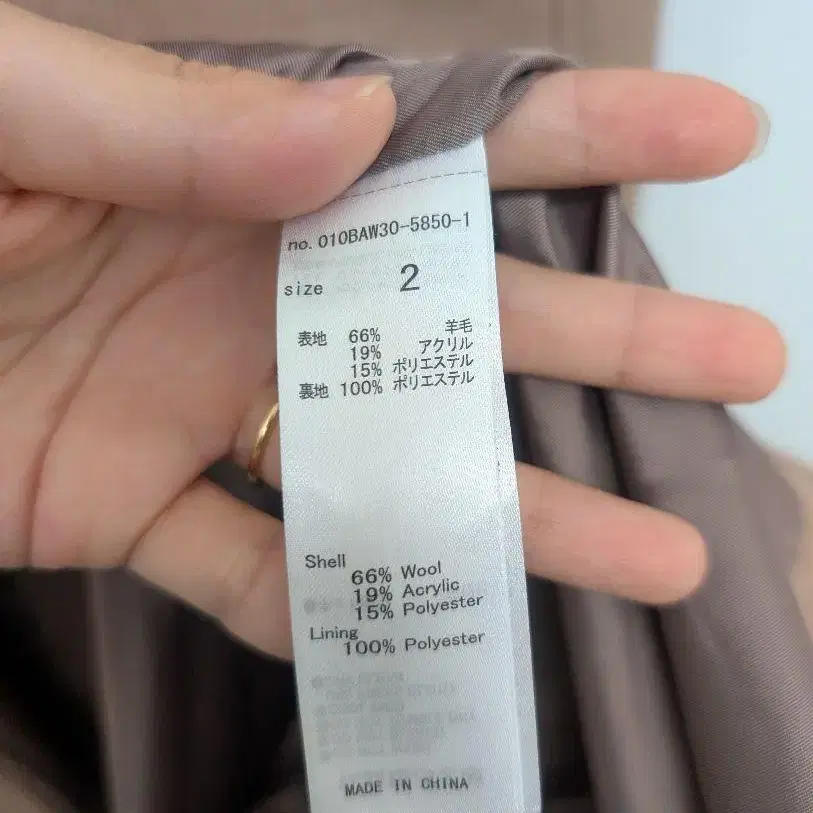 no. 010BAW30-5850-1
size 2
表地 66% 羊毛
19% アクリル
15% ポリエステル
裏地 100% ポリエステル
Shell
66% Wool
19% Acrylic
15% Polyester
Lining
100% Polyester
MADE IN CHINA